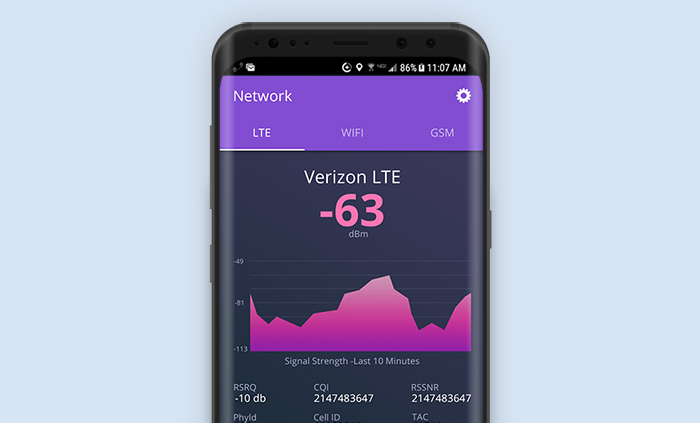 86% 11:07 AM
Network
LTE WIFI GSM
Verizon LTE
-63
dBm
-49
-81
-113
Signal Strength -Last 10 Minutes
RSRQ CQI RSSNR
-10 db 2147483647 2147483647
PhyId Cell ID TAC